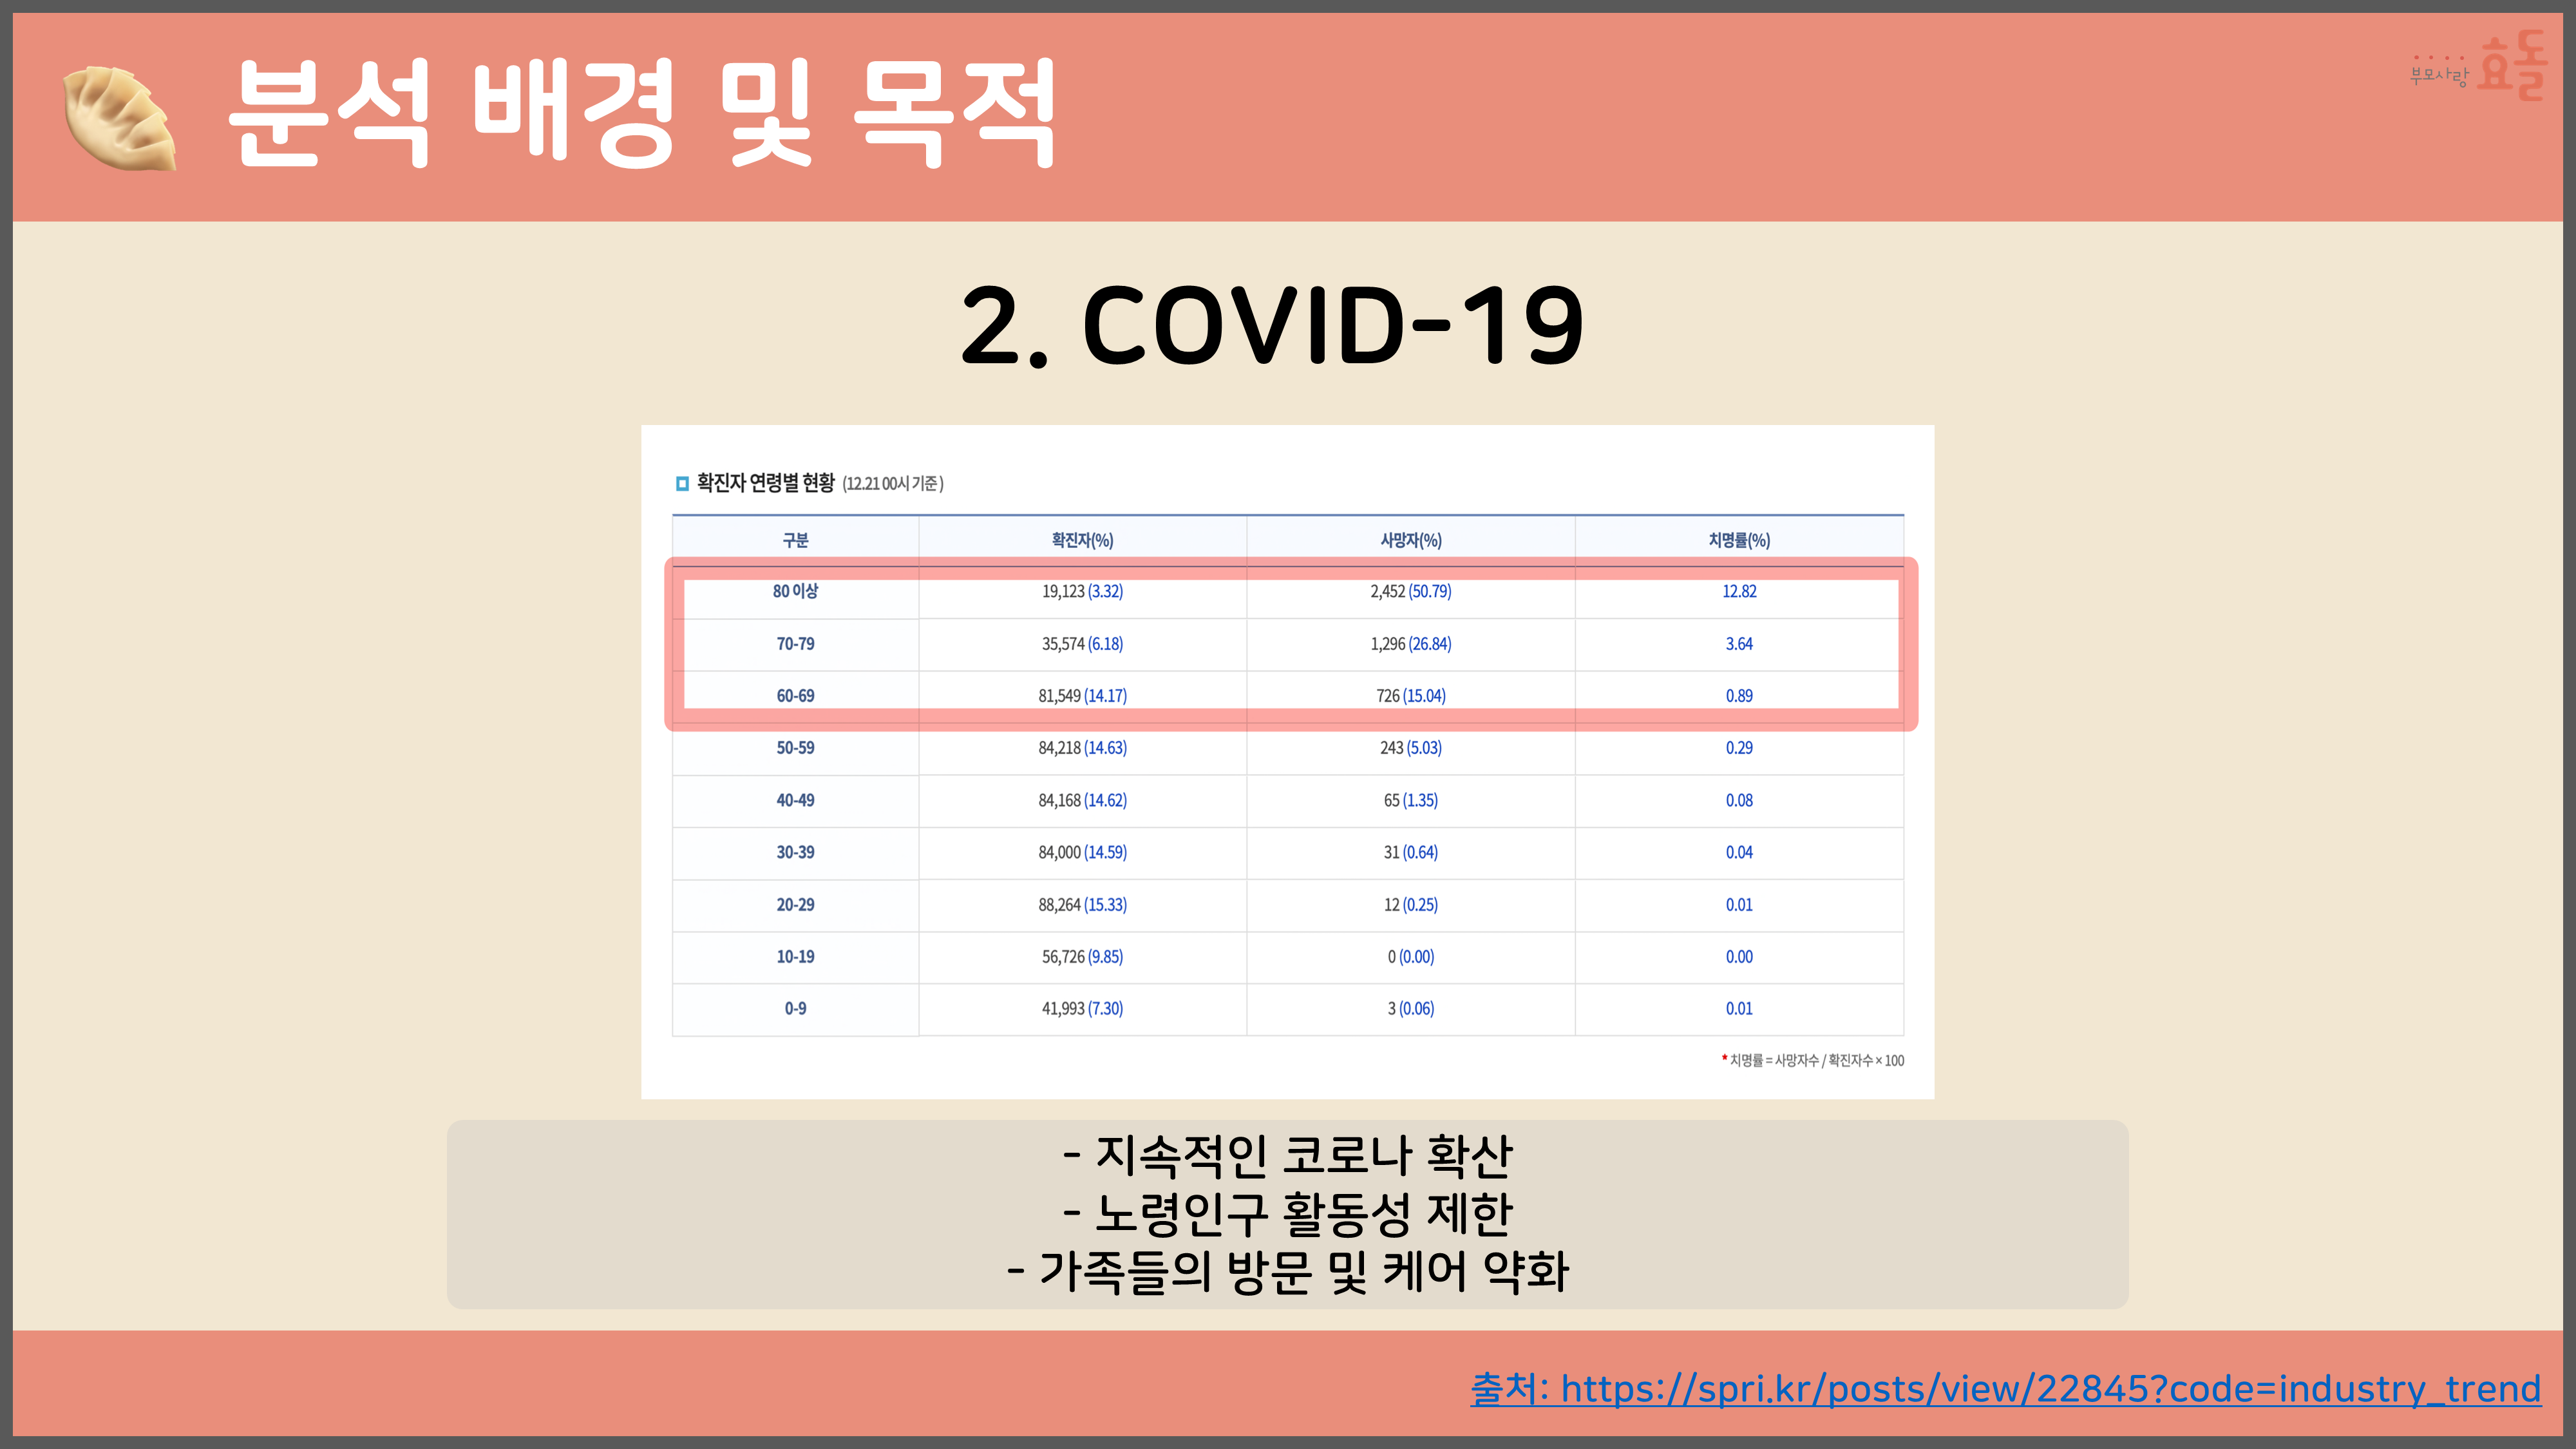 분석 배경 및 목적
부모사랑 효돌
2. COVID-19
확진자 연령별 현황 (12.21 00시 기준)
구분 확진자(%) 사망자(%) 치명률(%)
80 이상 19,123 (3.32) 2,452 (50.79) 12.82
70-79 35,574 (6.18) 1,296 (26.84) 3.64
60-69 81,549 (14.17) 726 (15.04) 0.89
50-59 84,218 (14.63) 243 (5.03) 0.29
40-49 84,168 (14.62) 65 (1.35) 0.08
30-39 84,000 (14.59) 31 (0.64) 0.04
20-29 88,264 (15.33) 12 (0.25) 0.01
10-19 56,726 (9.85) 0 (0.00) 0.00
0-9 41,993 (7.30) 3 (0.06) 0.01
* 치명률 = 사망자수 / 확진자수 × 100
- 지속적인 코로나 확산
- 노령인구 활동성 제한
- 가족들의 방문 및 케어 약화
출처: https://spri.kr/posts/view/22845?code=industry_trend